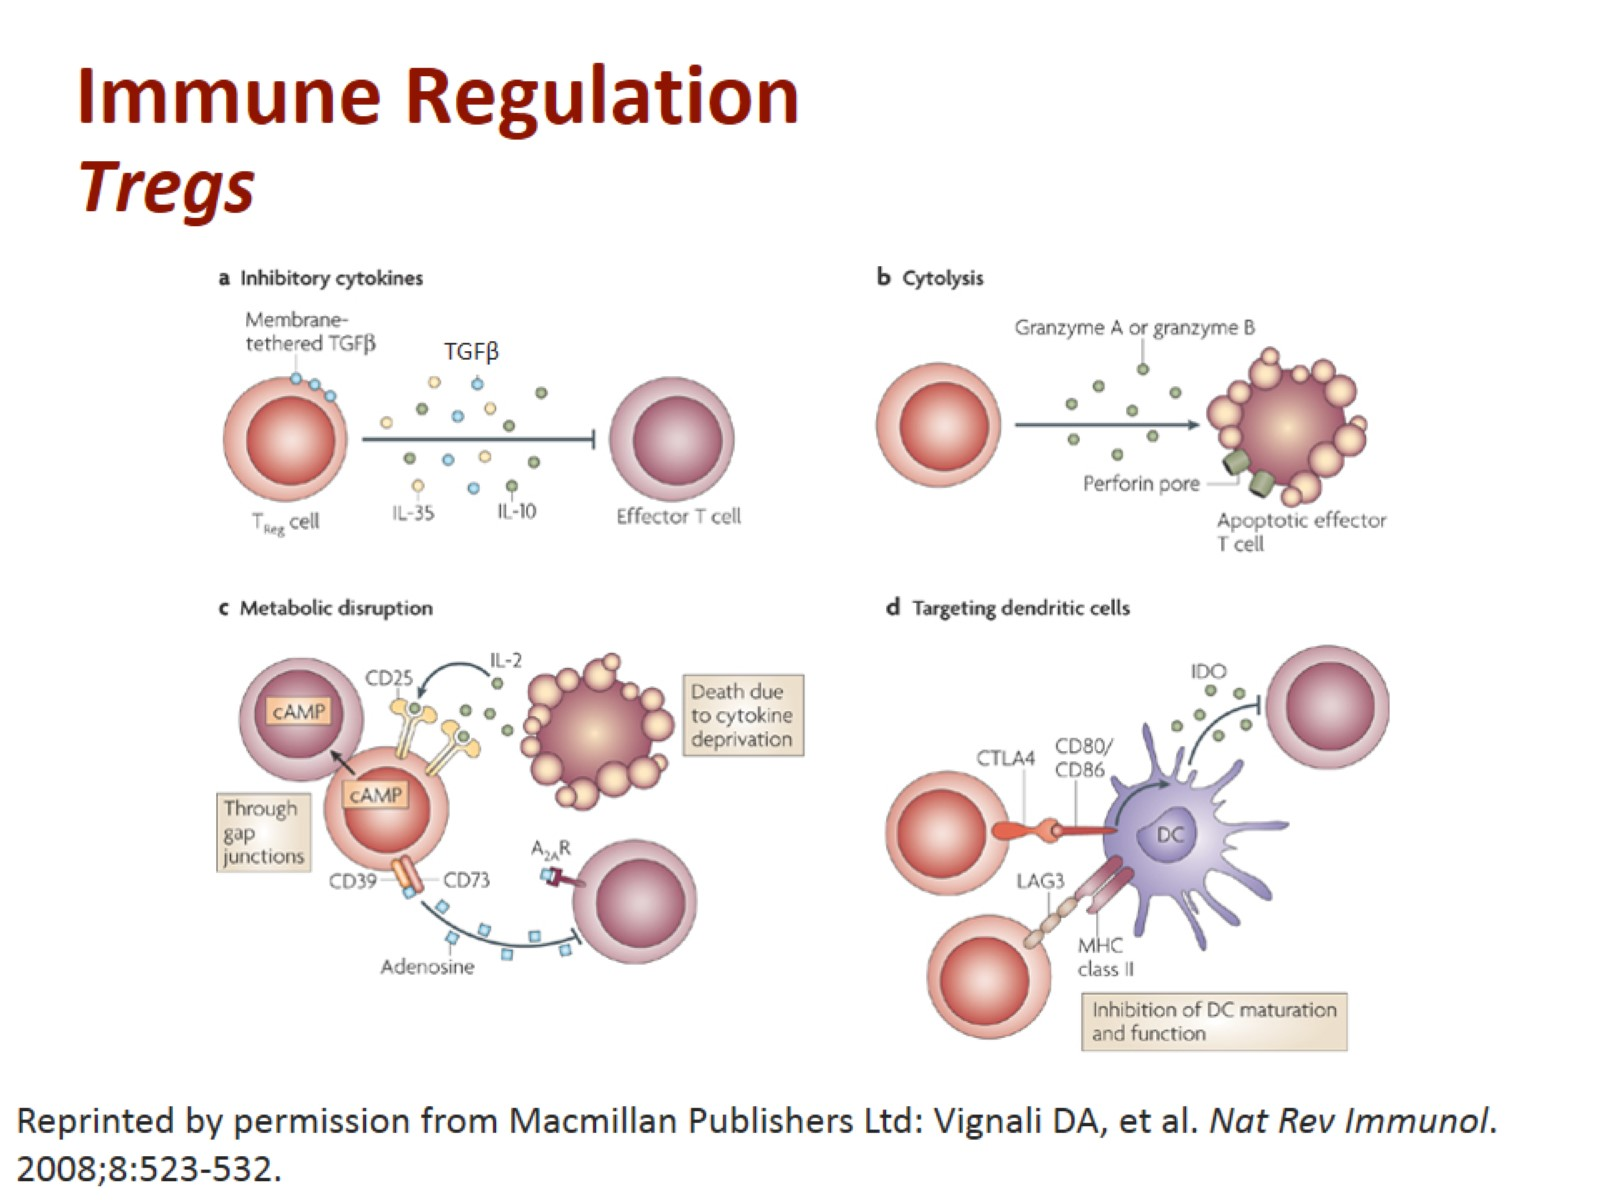 Immune Regulation
Tregs
a Inhibitory cytokines
Membrane-
tethered TGFβ
TGFβ
IL-35
IL-10
TReg cell
Effector T cell
b Cytolysis
Granzyme A or granzyme B
Perforin pore
Apoptotic effector
T cell
c Metabolic disruption
IL-2
CD25
cAMP
cAMP
Death due
to cytokine
deprivation
Through
gap
junctions
CD39
CD73
A2AR
Adenosine
d Targeting dendritic cells
IDO
CTLA4
CD80/
CD86
DC
LAG3
MHC
class II
Inhibition of DC maturation
and function
Reprinted by permission from Macmillan Publishers Ltd: Vignali DA, et al. Nat Rev Immunol.
2008;8:523-532.